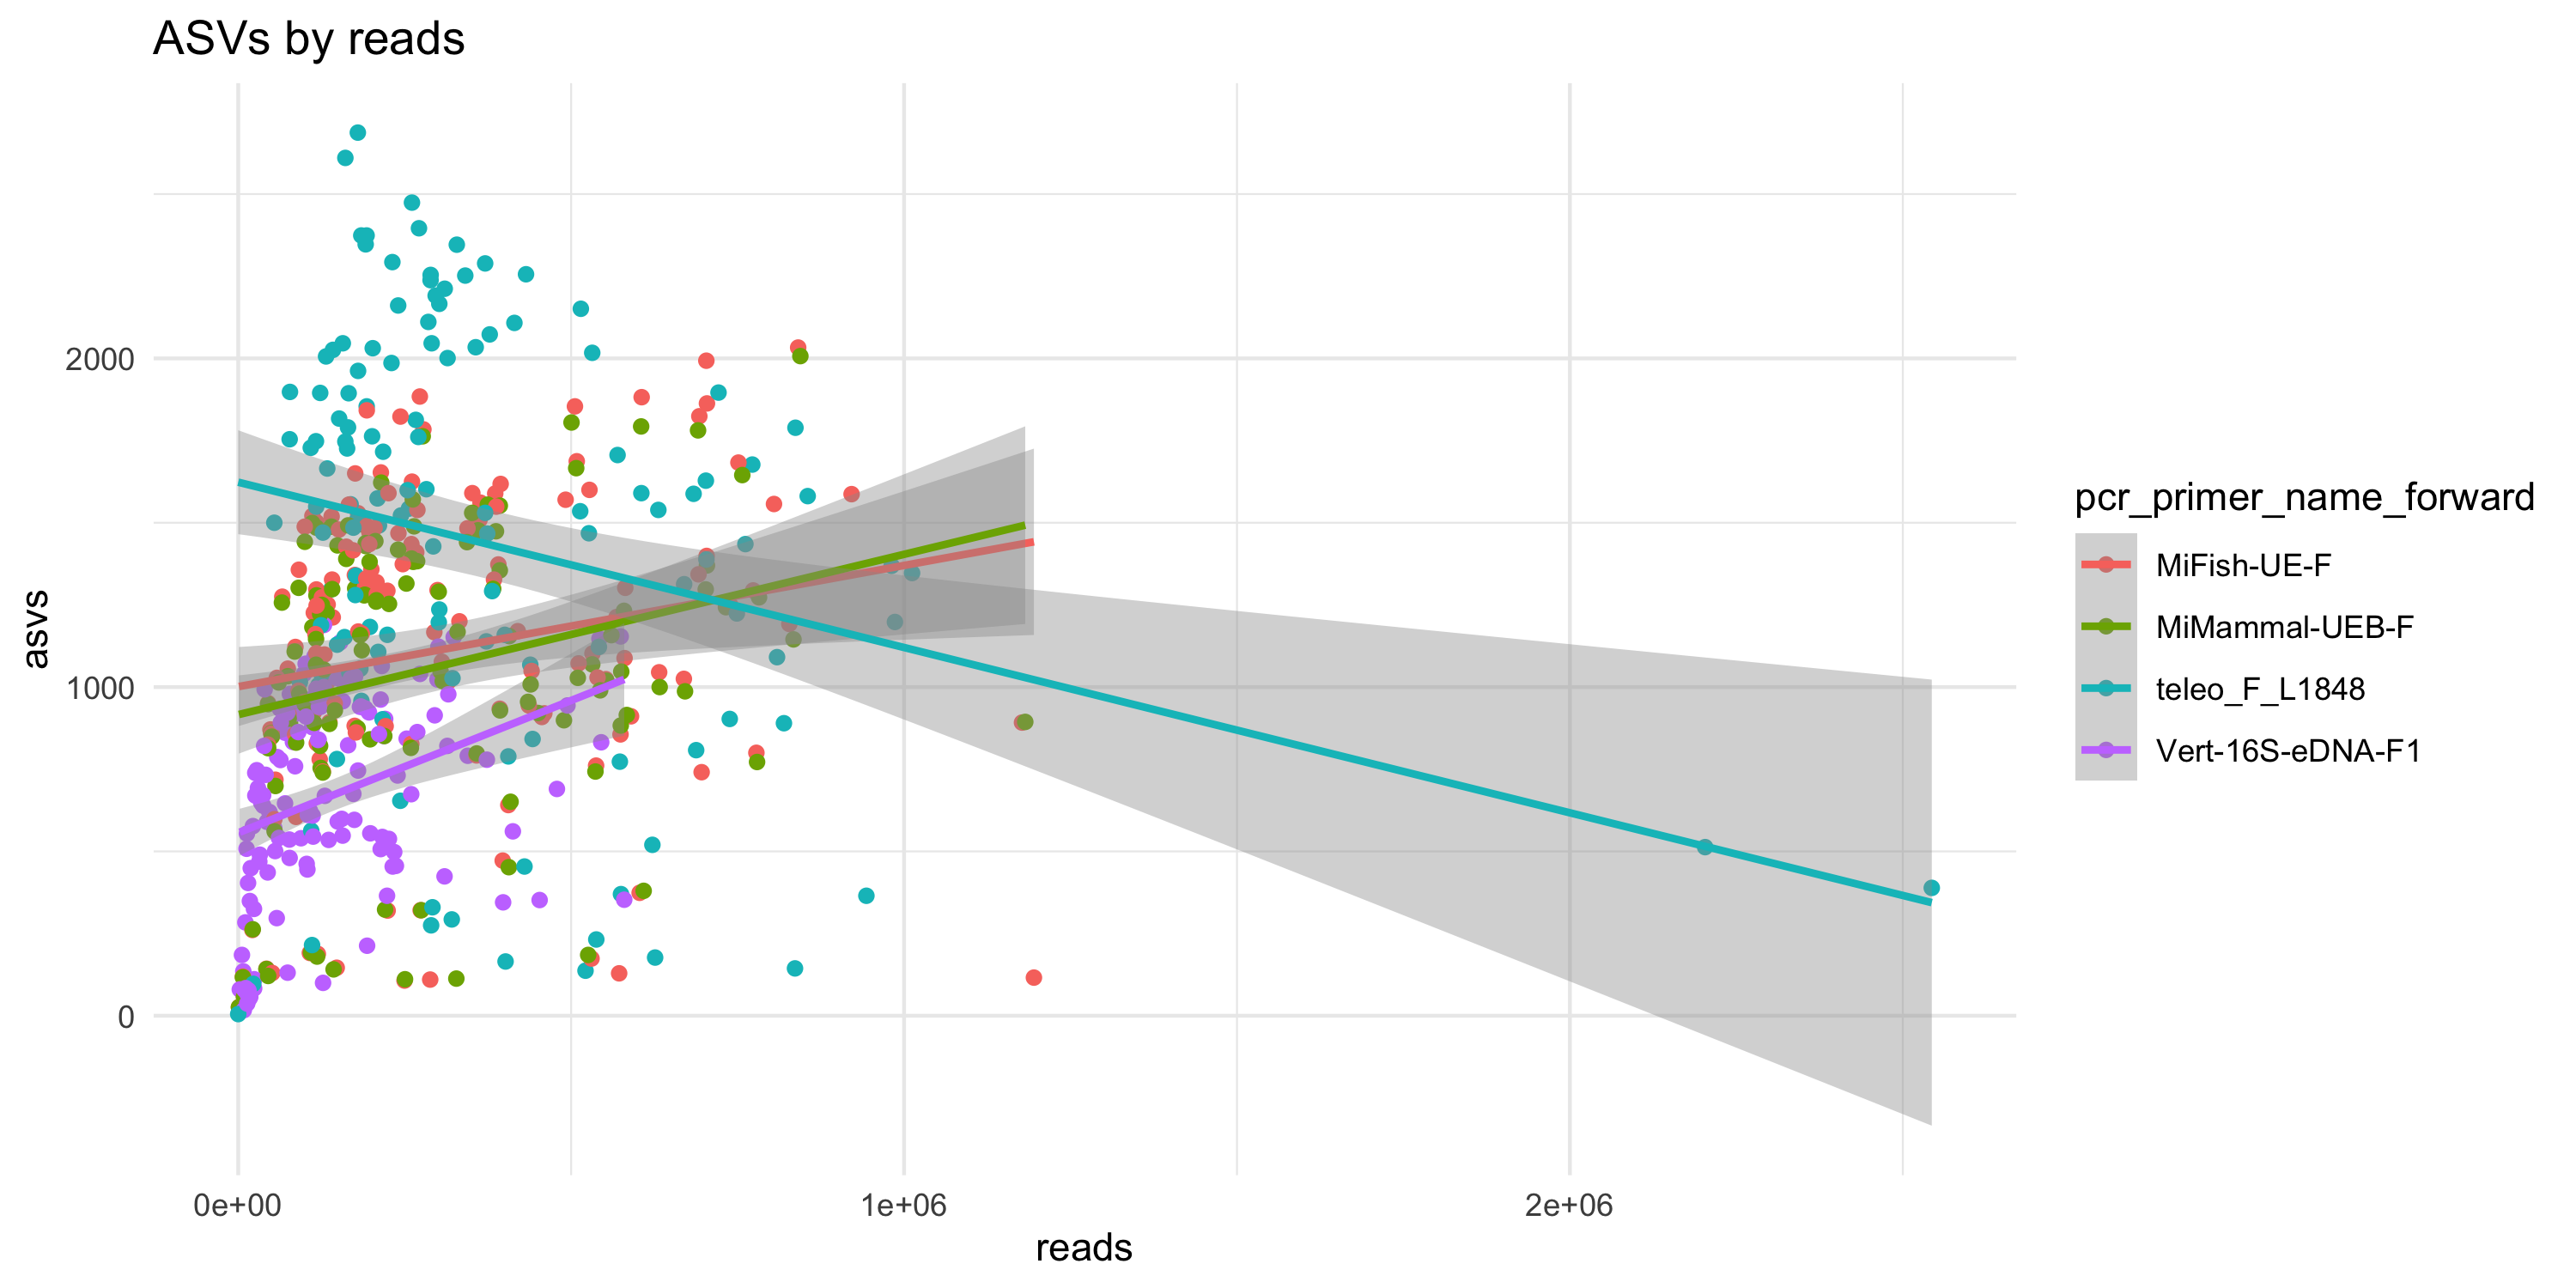 ASVs by reads
asvs
2000
1000
0
0e+00
1e+06
2e+06
reads
pcr_primer_name_forward
MiFish-UE-F
MiMammal-UEB-F
teleo_F_L1848
Vert-16S-eDNA-F1